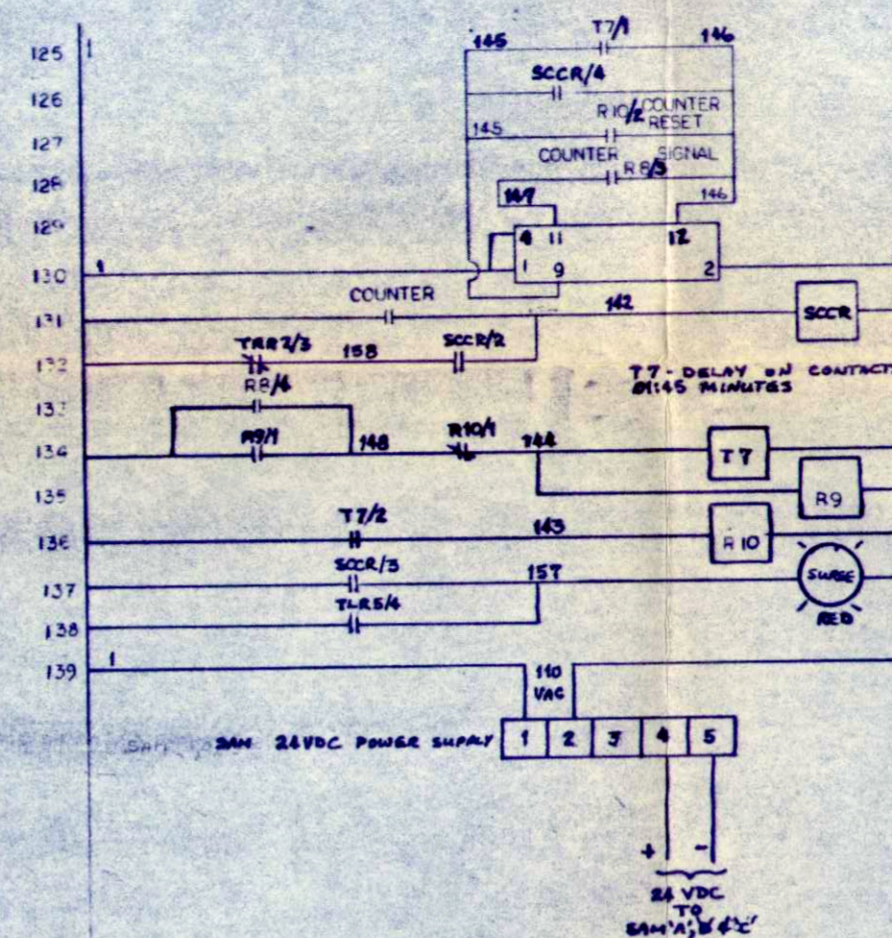 125 1 145 T7/1 146
SCCR/4
126
R10/2 COUNTER
RESET
127 145
COUNTER SIGNAL
R8/3
128
147 146
129
4 11 12
130 1 1 9 2
COUNTER 142
131 SCCR
TRR2/3 158 SCCR/2
132
T7 - DELAY ON CONTACT
01:45 MINUTES
R8/4
133
R9/1 148 R10/1 144
134 T7
135 R9
T7/2 143
136 R10
SCCR/3 157
137 SURGE
TLR5/4 RED
138
139 1 110
VAC
SAM 24VDC POWER SUPPLY 1 2 3 4 5
+ -
24 VDC
TO
SAM 'A', 'B' & 'C'